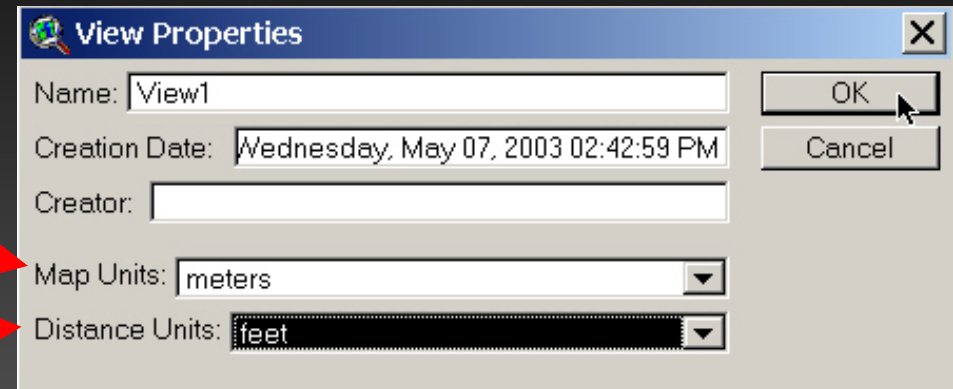 View Properties
Name: View1
OK
Creation Date: Wednesday, May 07, 2003 02:42:59 PM
Cancel
Creator:
Map Units: meters
Distance Units: feet